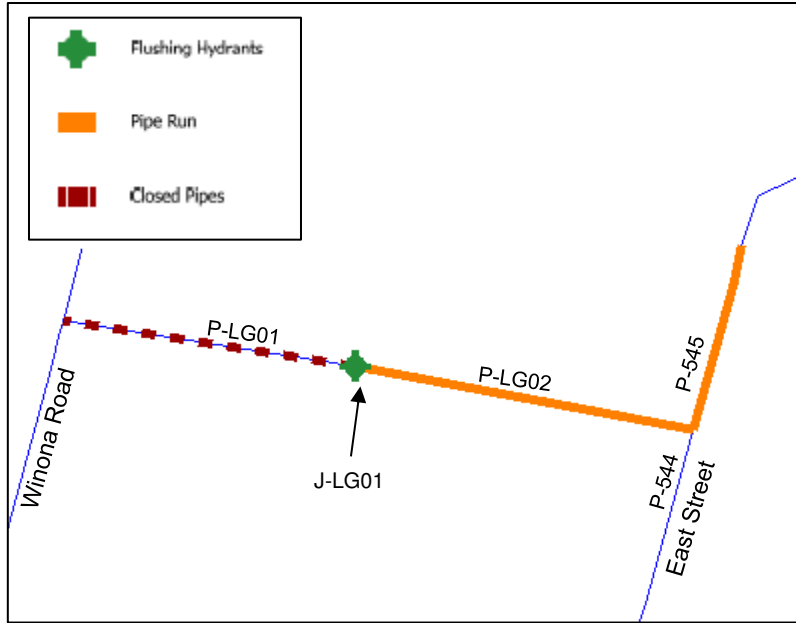 Flushing Hydrants
Pipe Run
Closed Pipes
P-LG01
P-LG02
P-545
J-LG01
P-544
Winona Road
East Street